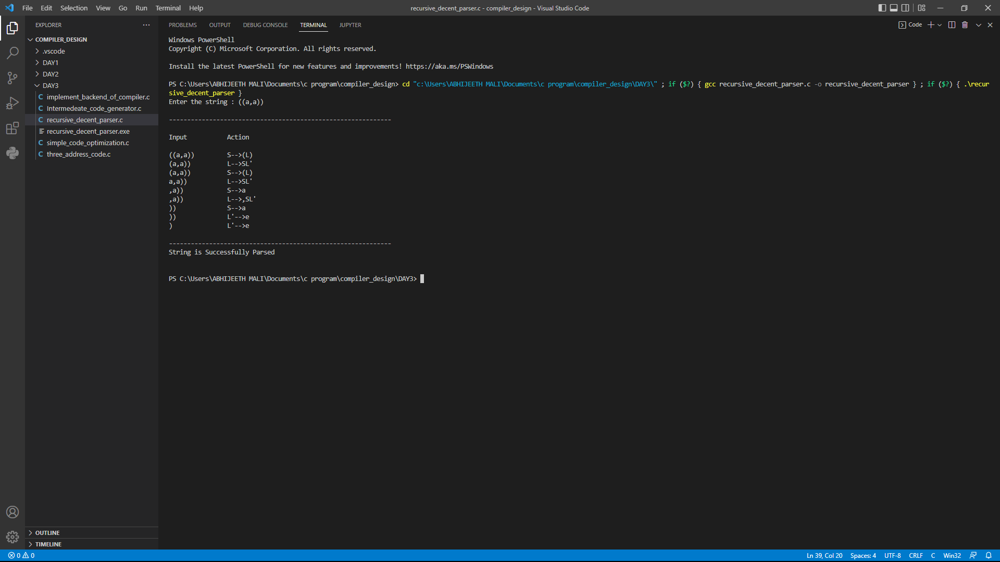 File Edit Selection View Go Run Terminal Help
recursive_decent_parser.c - compiler_design - Visual Studio Code
EXPLORER
COMPILER_DESIGN
.vscode
DAY1
DAY2
DAY3
C implement_backend_of_compiler.c
C Intermedeate_code_generator.c
C recursive_decent_parser.c
recursive_decent_parser.exe
C simple_code_optimization.c
C three_address_code.c
OUTLINE
TIMELINE
PROBLEMS OUTPUT DEBUG CONSOLE TERMINAL JUPYTER
Code
Windows PowerShell
Copyright (C) Microsoft Corporation. All rights reserved.
Install the latest PowerShell for new features and improvements! https://aka.ms/PSWindows
PS C:\Users\ABHIJEETH MALI\Documents\c program\compiler_design> cd "c:\Users\ABHIJEETH MALI\Documents\c program\compiler_design\DAY3\" ; if ($?) { gcc recursive_decent_parser.c -o recursive_decent_parser } ; if ($?) { .\recur
sive_decent_parser }
Enter the string : ((a,a))
-------------------------------------------------------------
Input Action
((a,a)) S-->(L)
(a,a)) L-->SL'
(a,a)) S-->(L)
a,a)) L-->SL'
,a)) S-->a
,a)) L-->,SL'
)) S-->a
)) L'-->e
) L'-->e
-------------------------------------------------------------
String is Successfully Parsed
PS C:\Users\ABHIJEETH MALI\Documents\c program\compiler_design\DAY3>
0 0
Ln 39, Col 20 Spaces: 4 UTF-8 CRLF C Win32